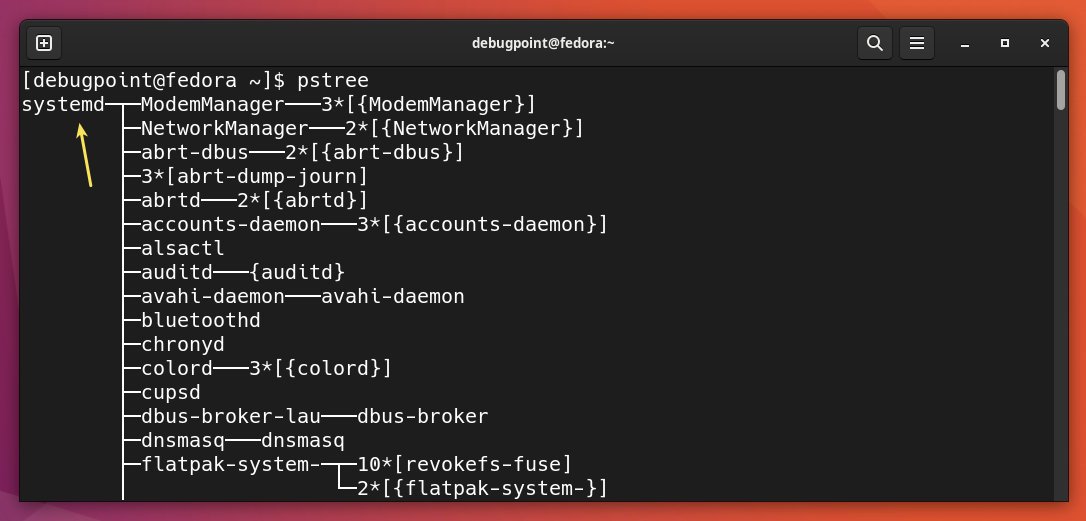 debugpoint@fedora:~
[debugpoint@fedora ~]$ pstree
systemd─┬─ModemManager───3*[{ModemManager}]
        ├─NetworkManager───2*[{NetworkManager}]
        ├─abrt-dbus───2*[{abrt-dbus}]
        ├─3*[abrt-dump-journ]
        ├─abrtd───2*[{abrtd}]
        ├─accounts-daemon───3*[{accounts-daemon}]
        ├─alsactl
        ├─auditd───{auditd}
        ├─avahi-daemon───avahi-daemon
        ├─bluetoothd
        ├─chronyd
        ├─colord───3*[{colord}]
        ├─cupsd
        ├─dbus-broker-lau───dbus-broker
        ├─dnsmasq───dnsmasq
        ├─flatpak-system-─┬─10*[revokefs-fuse]
        │                 └─2*[{flatpak-system-}]